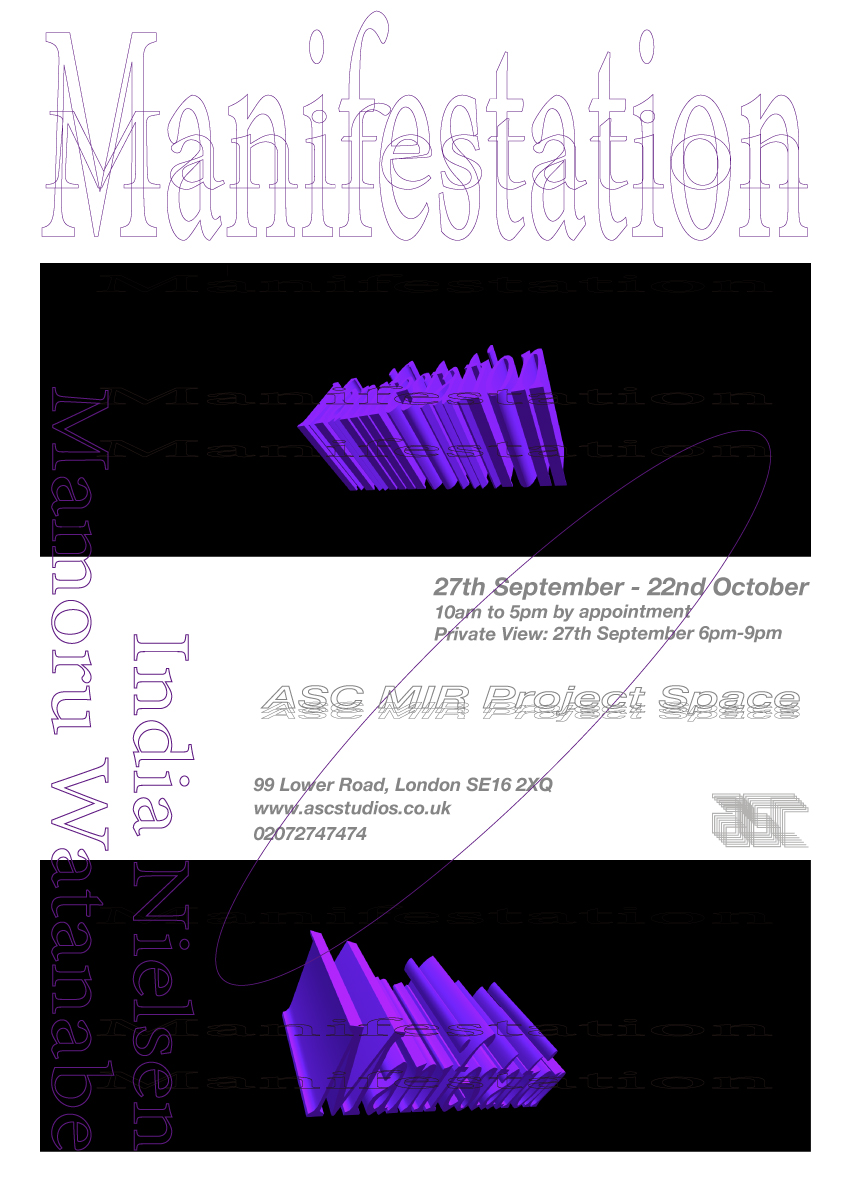 Manifestation
Manifestation
Manifestation
Manifestation
Manifestation
Mamoru Watanabe
India Nielsen
27th September - 22nd October
10am to 5pm by appointment
Private View: 27th September 6pm-9pm
ASC MIR Project Space
99 Lower Road, London SE16 2XQ
www.ascstudios.co.uk
02072747474
asc
Manifestation
Manifestation
Manifestation